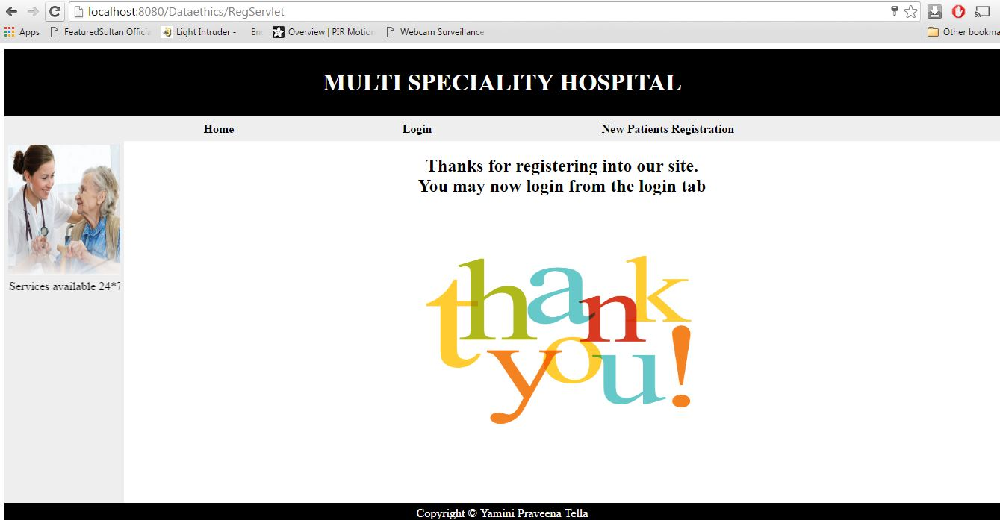 localhost:8080/Dataethics/RegServlet
Apps FeaturedSultan Officia Light Intruder - En Overview | PIR Motion Webcam Surveillance Other bookma
MULTI SPECIALITY HOSPITAL
Home Login New Patients Registration
Thanks for registering into our site.
You may now login from the login tab
Services available 24*7
thank
you!
Copyright © Yamini Praveena Tella